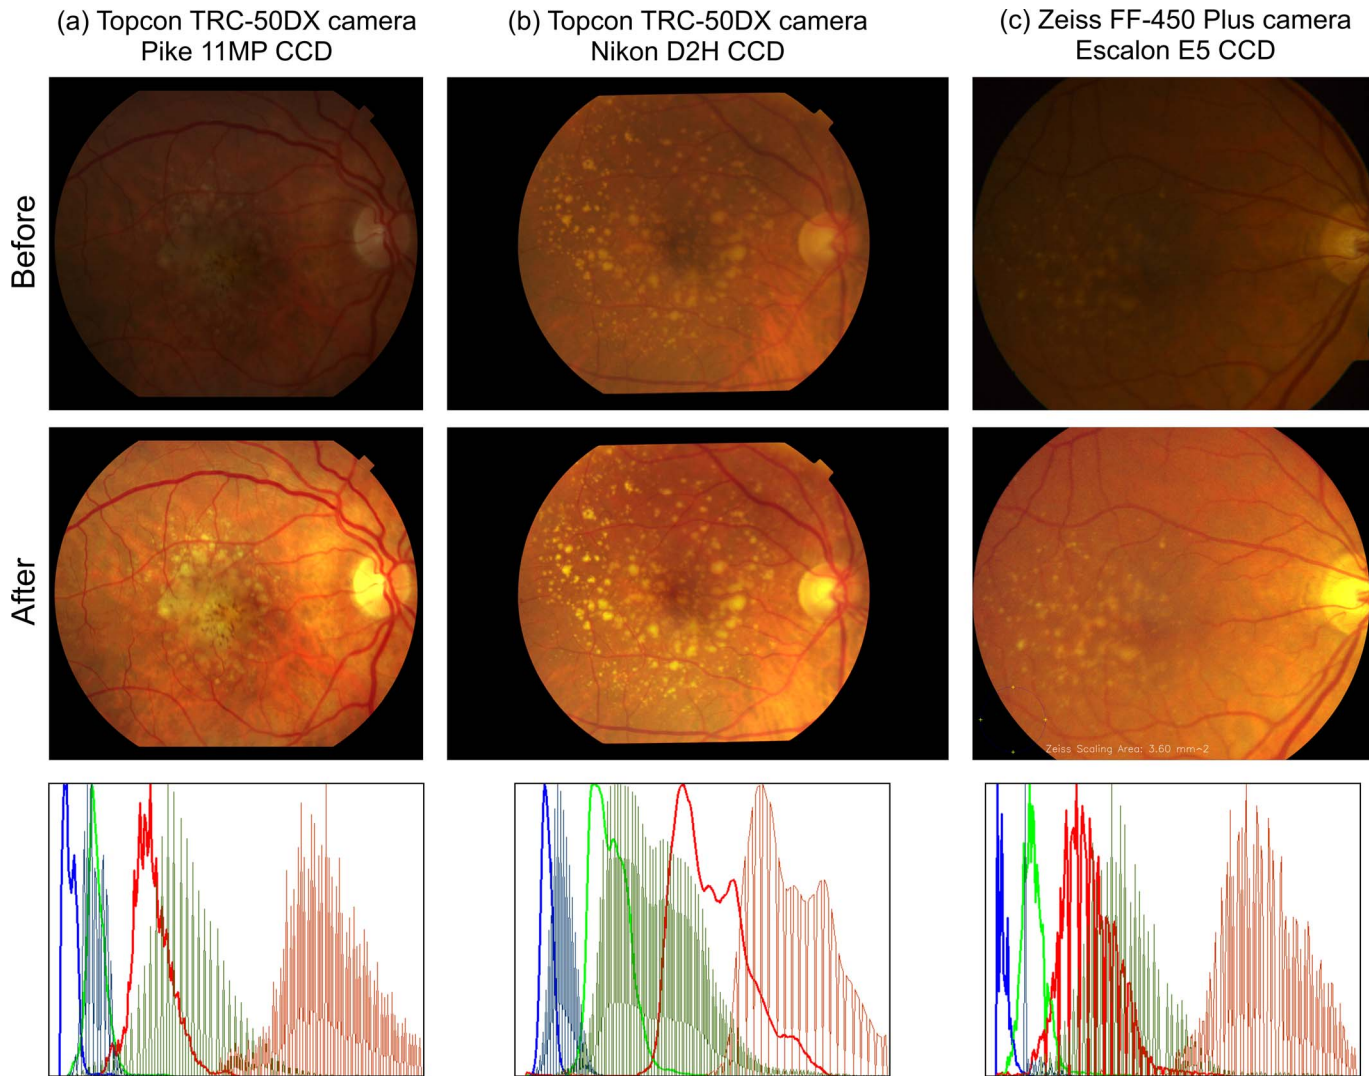 (a) Topcon TRC-50DX camera
Pike 11MP CCD
(b) Topcon TRC-50DX camera
Nikon D2H CCD
(c) Zeiss FF-450 Plus camera
Escalon E5 CCD
Before
After
Zeiss Scaling Area: 3.60 mm~2